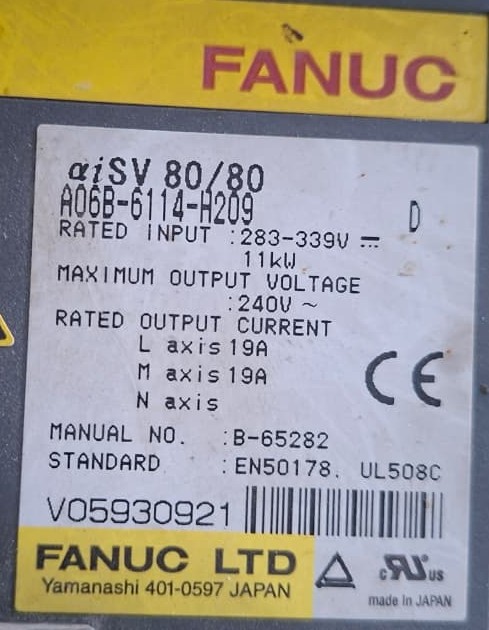 FANUC
αiSV 80/80
A06B-6114-H209
D
RATED INPUT :283-339V ⎓
11kW
MAXIMUM OUTPUT VOLTAGE
:240V ~
RATED OUTPUT CURRENT
L axis 19A
M axis 19A
N axis
CE
MANUAL NO. :B-65282
STANDARD :EN50178. UL508C
V05930921
FANUC LTD
Yamanashi 401-0597 JAPAN
c RU US
made in JAPAN